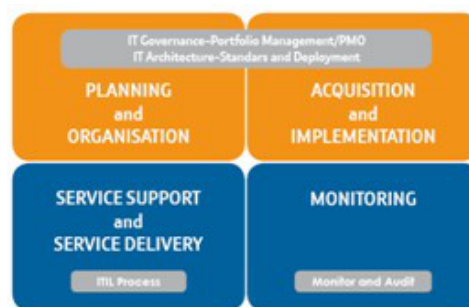 IT Governance-Portfolio Management/PMO
IT Architecture-Standars and Deployment
PLANNING
and
ORGANISATION
ACQUISITION
and
IMPLEMENTATION
SERVICE SUPPORT
and
SERVICE DELIVERY
ITIL Process
MONITORING
Monitor and Audit